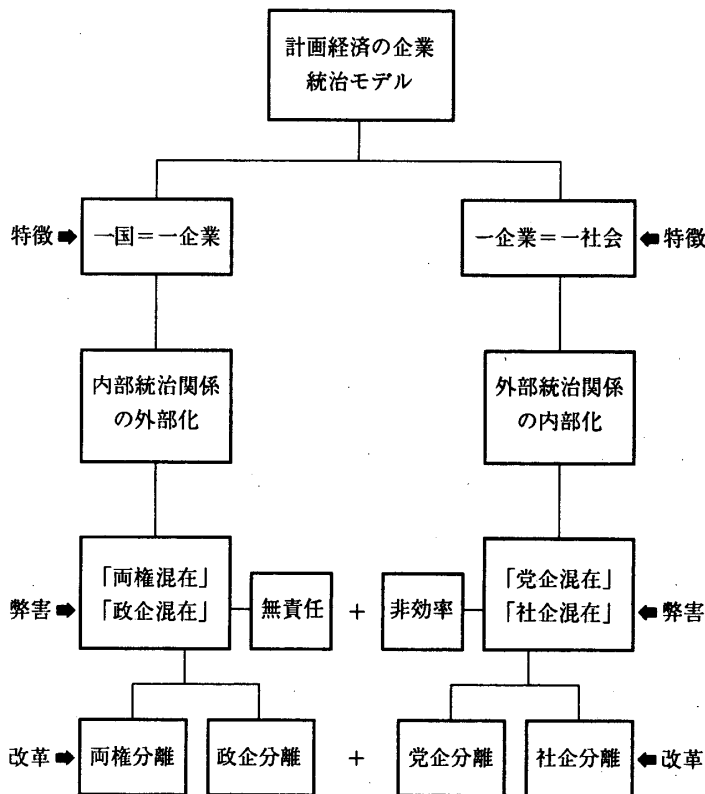 計画経済の企業
統治モデル
特徴➡ 一国=一企業
一企業=一社会 ⬅特徴
内部統治関係
の外部化
外部統治関係
の内部化
「両権混在」
「政企混在」
弊害➡
無責任 + 非効率
「党企混在」
「社企混在」
⬅弊害
改革➡ 両権分離 政企分離 + 党企分離 社企分離 ⬅改革